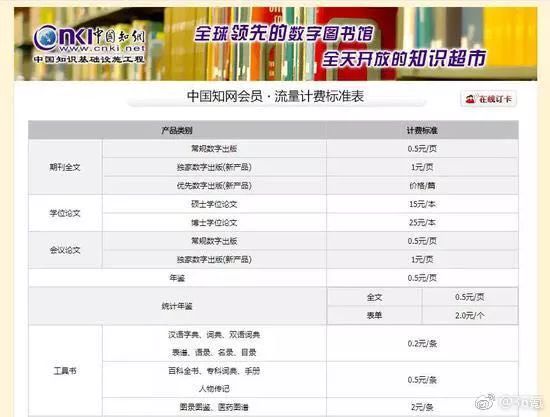 cnki 中国知网
www.cnki.net
中国知识基础设施工程
全球领先的数字图书馆
全天开放的知识超市
中国知网会员·流量计费标准表
在线订卡
产品类别 计费标准
期刊全文
常规数字出版 0.5元/页
独家数字出版(新产品) 1元/页
优先数字出版(新产品) 价格/篇
学位论文
硕士学位论文 15元/本
博士学位论文 25元/本
会议论文
常规数字出版 0.5元/页
独家数字出版(新产品) 1元/页
年鉴 0.5元/页
统计年鉴
全文 0.5元/页
表单 2.0元/个
工具书
汉语字典、词典、双语词典
表谱、语录、名录、目录
0.2元/条
百科全书、专科词典、手册
人物传记
0.5元/条
图录图鉴、医药图谱 2元/条